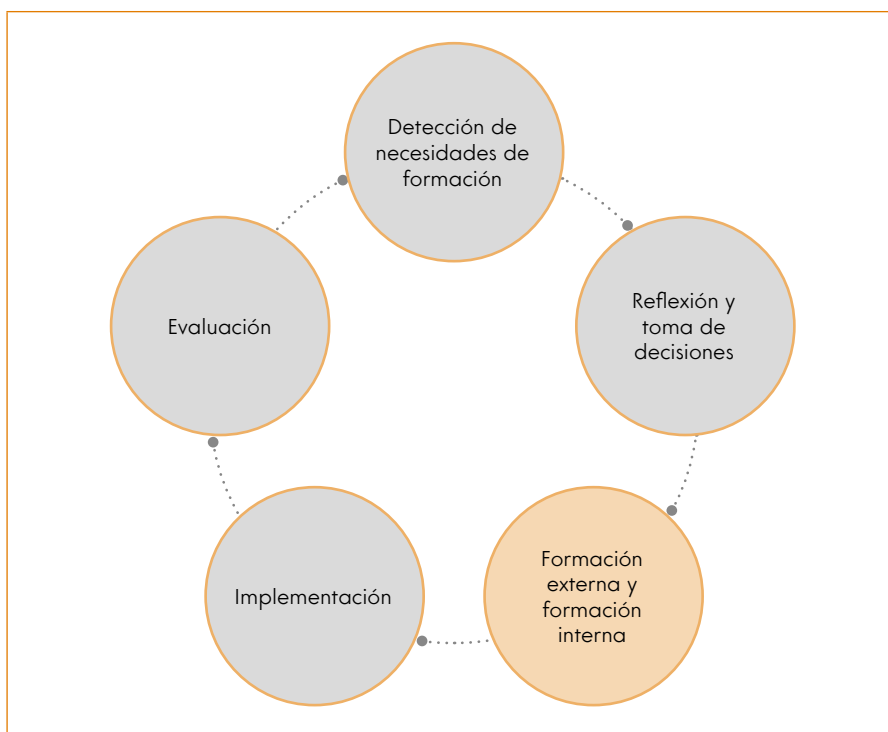 Detección de
necesidades de
formación
Reflexión y
toma de
decisiones
Formación
externa y
formación
interna
Implementación
Evaluación